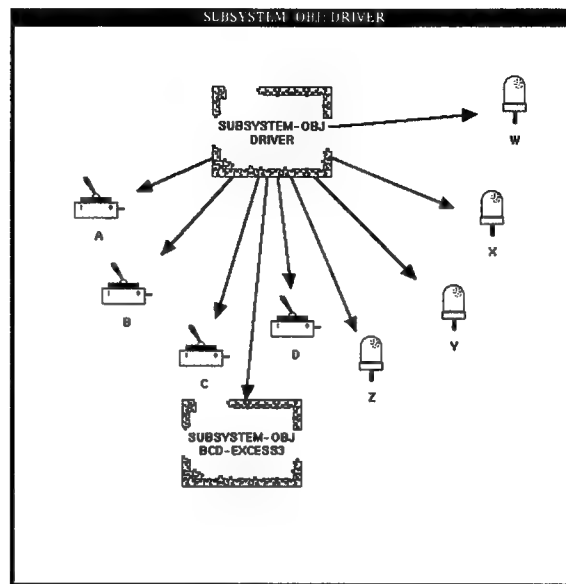 SUBSYSTEM-OBJ: DRIVER
SUBSYSTEM-OBJ
DRIVER
W
A
X
B
Y
C
D
Z
SUBSYSTEM-OBJ
BCD-EXCESS3